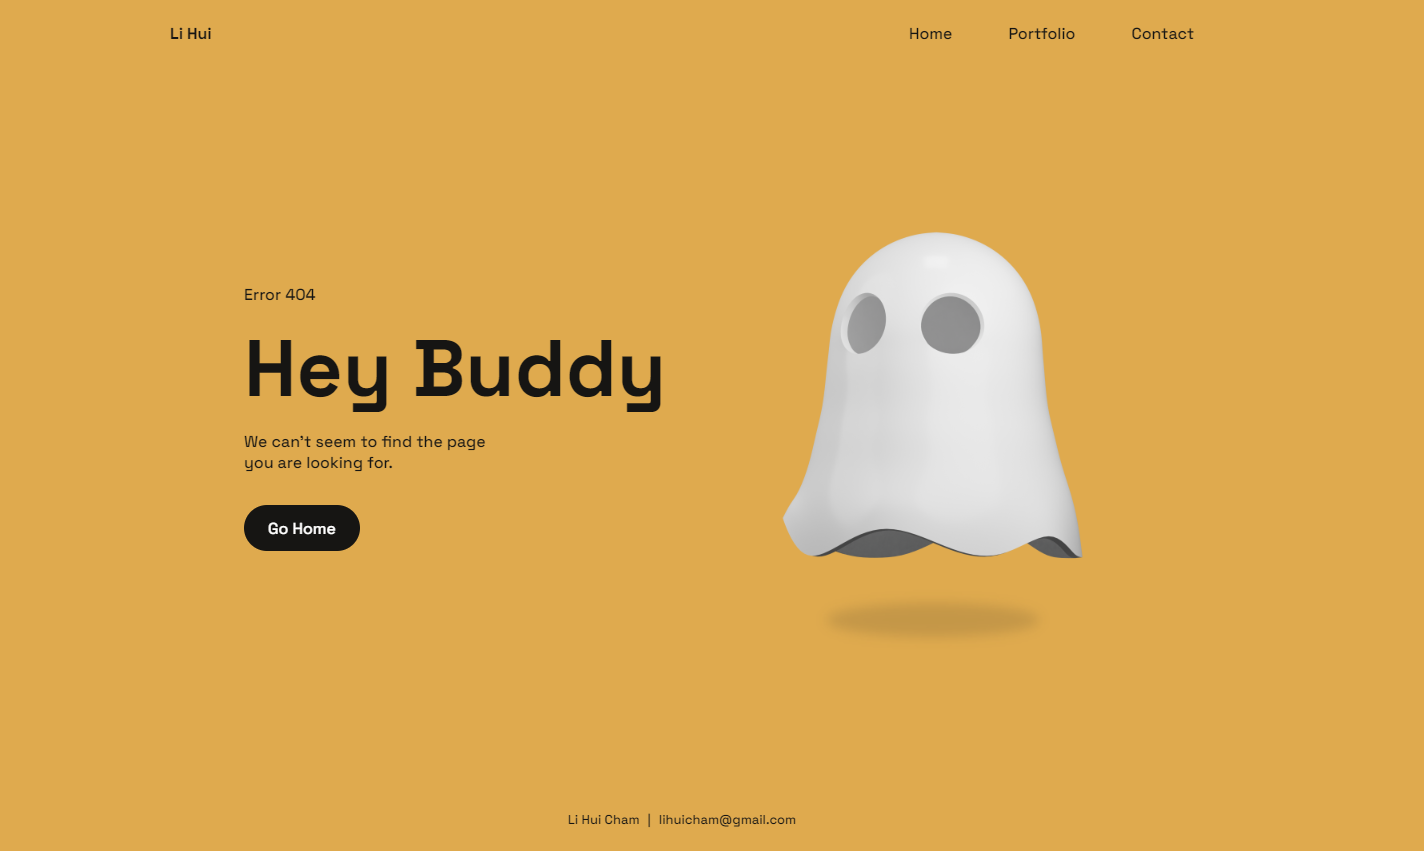 Li Hui
Home Portfolio Contact
Error 404
Hey Buddy
We can't seem to find the page
you are looking for.
Go Home
Li Hui Cham | lihuicham@gmail.com